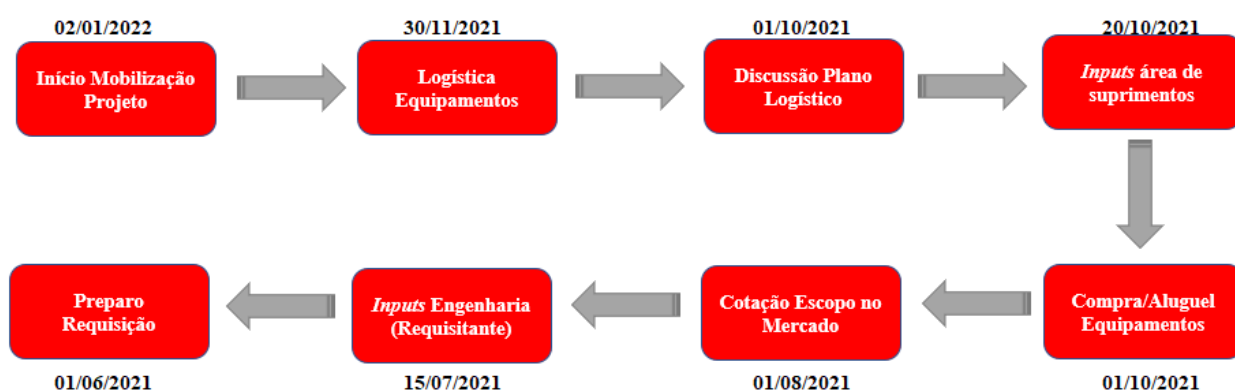 02/01/2022
30/11/2021
01/10/2021
20/10/2021
Início Mobilização
Projeto
Logística
Equipamentos
Discussão Plano
Logístico
Inputs área de
suprimentos
Preparo
Requisição
Inputs Engenharia
(Requisitante)
Cotação Escopo no
Mercado
Compra/Aluguel
Equipamentos
01/06/2021
15/07/2021
01/08/2021
01/10/2021